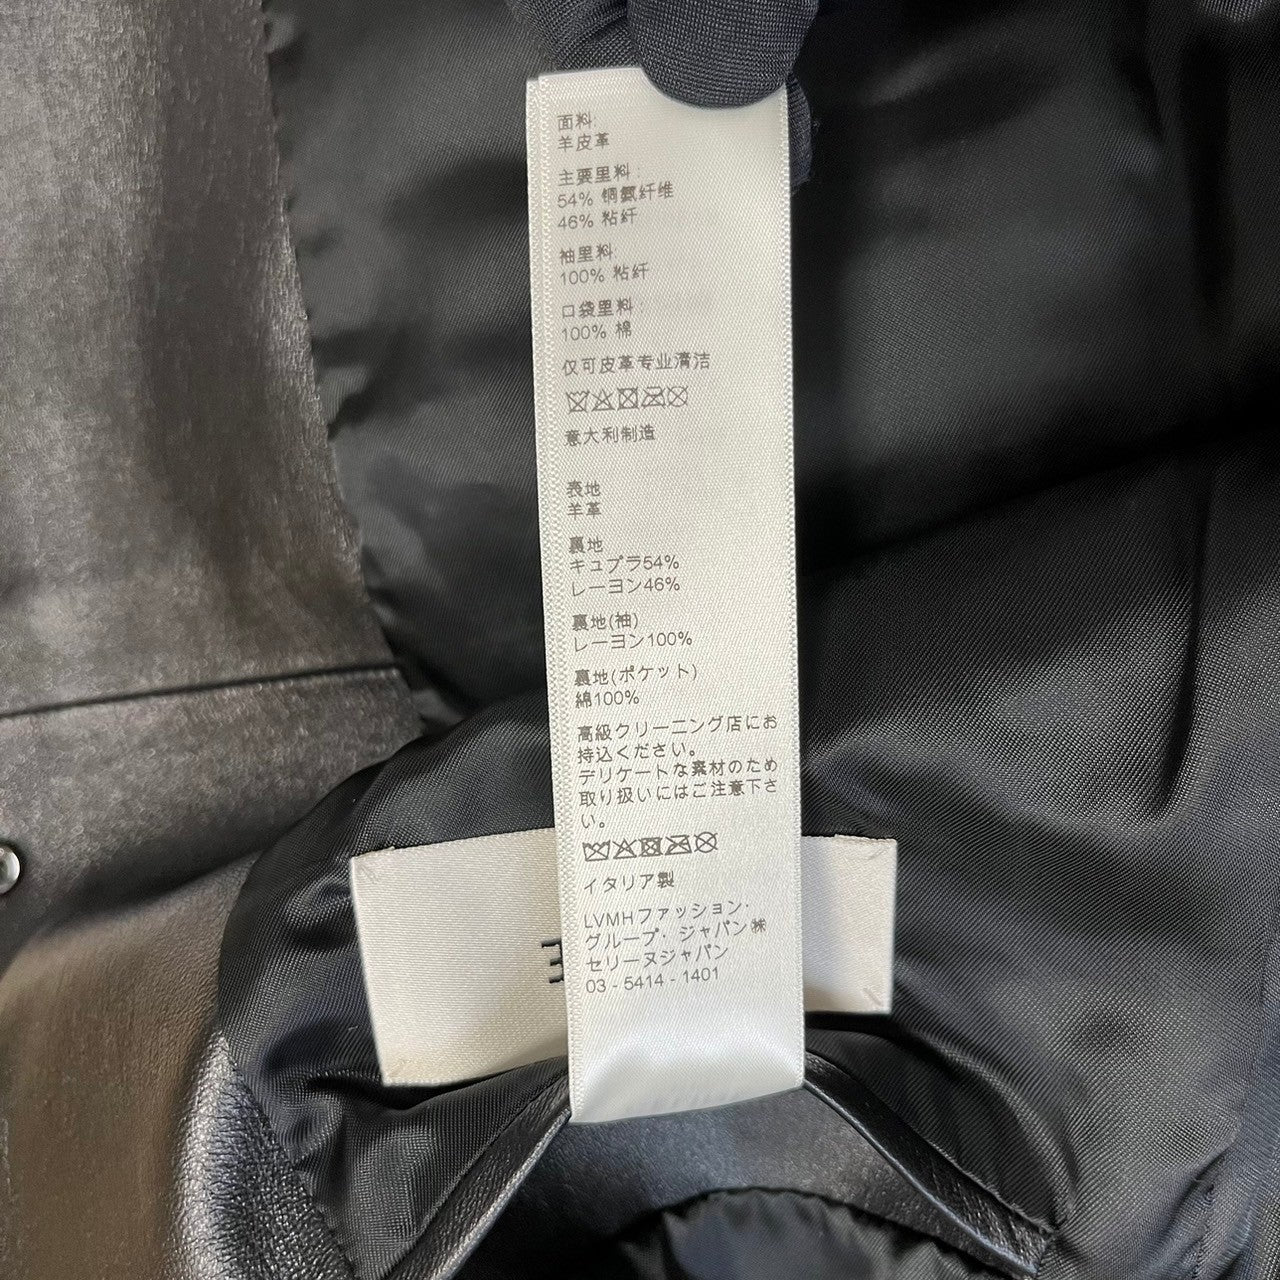 面料:
羊皮革
主要里料:
54% 铜氨纤维
46% 粘纤
袖里料
100% 粘纤
口袋里料:
100% 棉
仅可皮革专业清洁
意大利制造
表地
羊革
裏地
キュプラ54%
レーヨン46%
裏地(袖)
レーヨン100%
裏地(ポケット)
綿100%
高級クリーニング店にお
持込ください。
デリケートな素材のため
取り扱いにはご注意下さ
い。
イタリア製
LVMHファッション・
グループ・ジャパン㈱
セリーヌジャパン
03 - 5414 - 1401